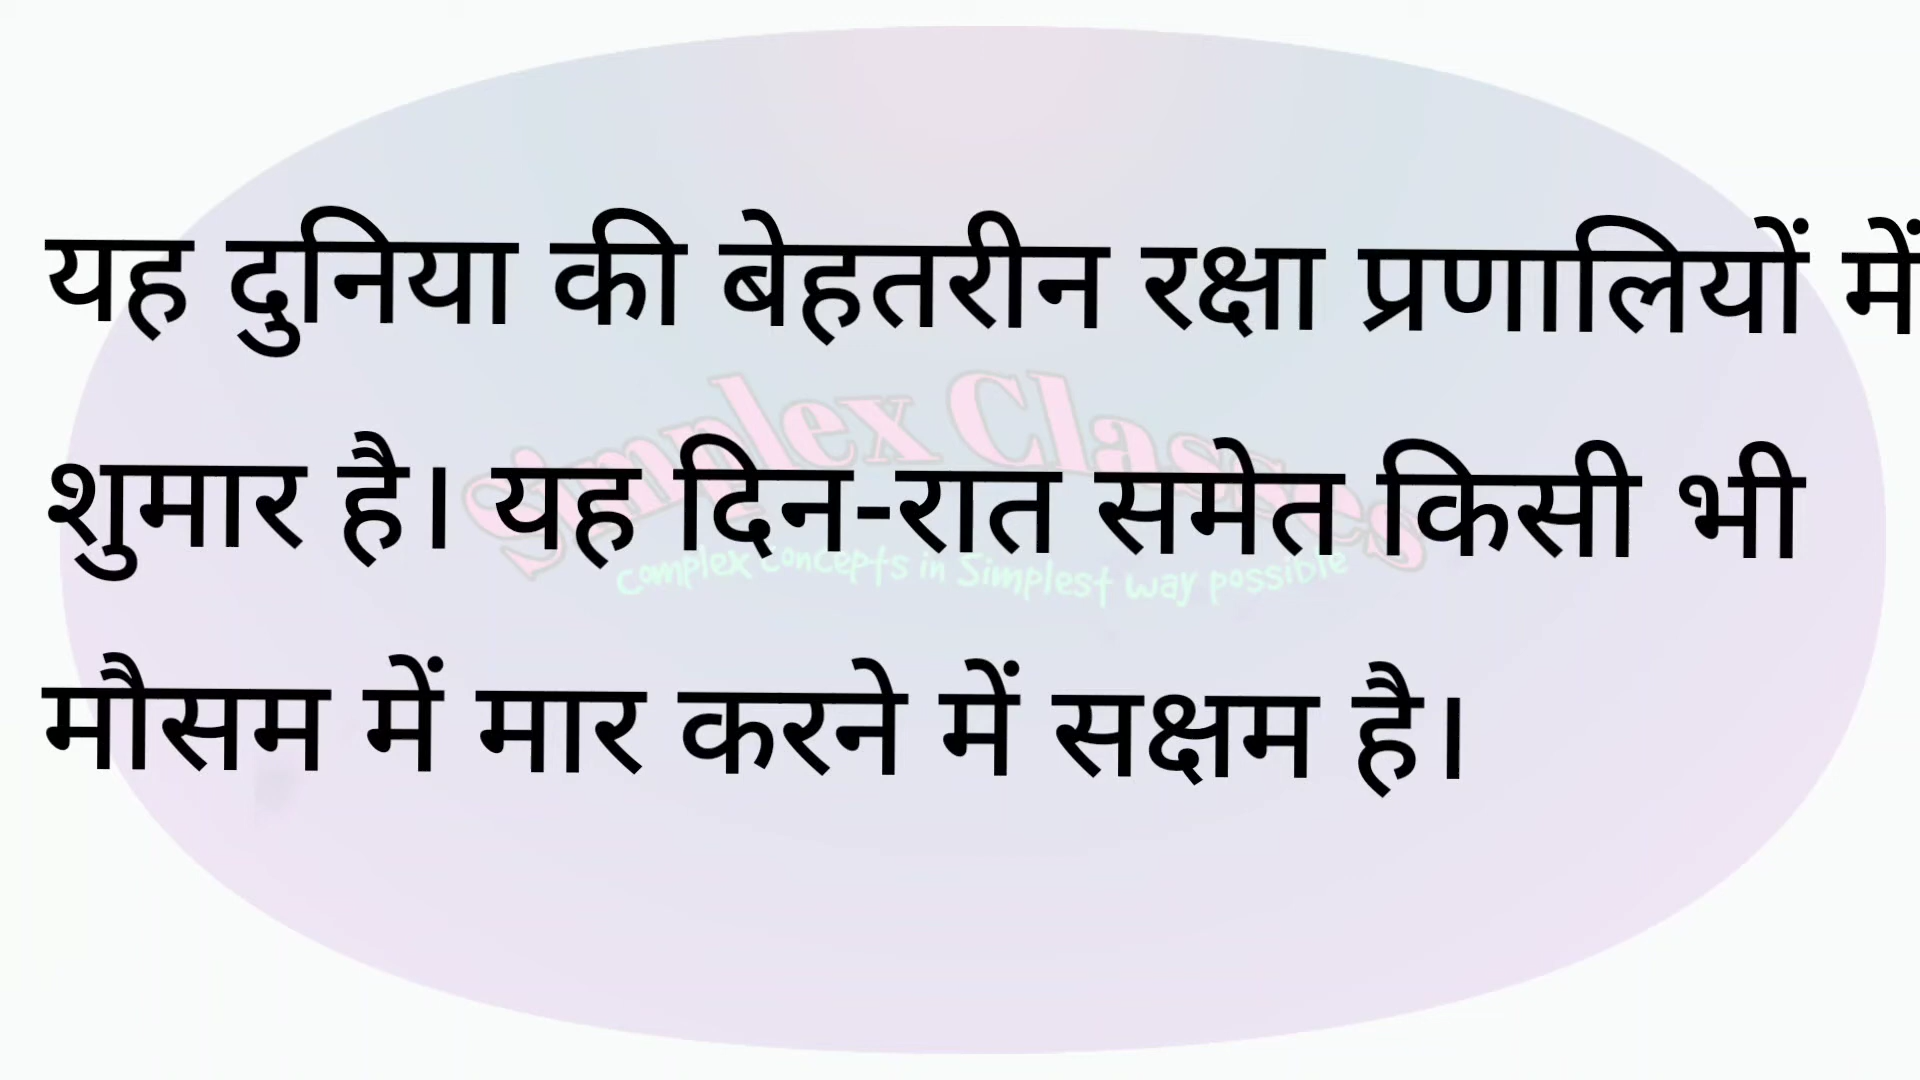 यह दुनिया की बेहतरीन रक्षा प्रणालियों में
शुमार है। यह दिन-रात समेत किसी भी
मौसम में मार करने में सक्षम है।
Simplex Classes
Complex Concepts in Simplest way possible